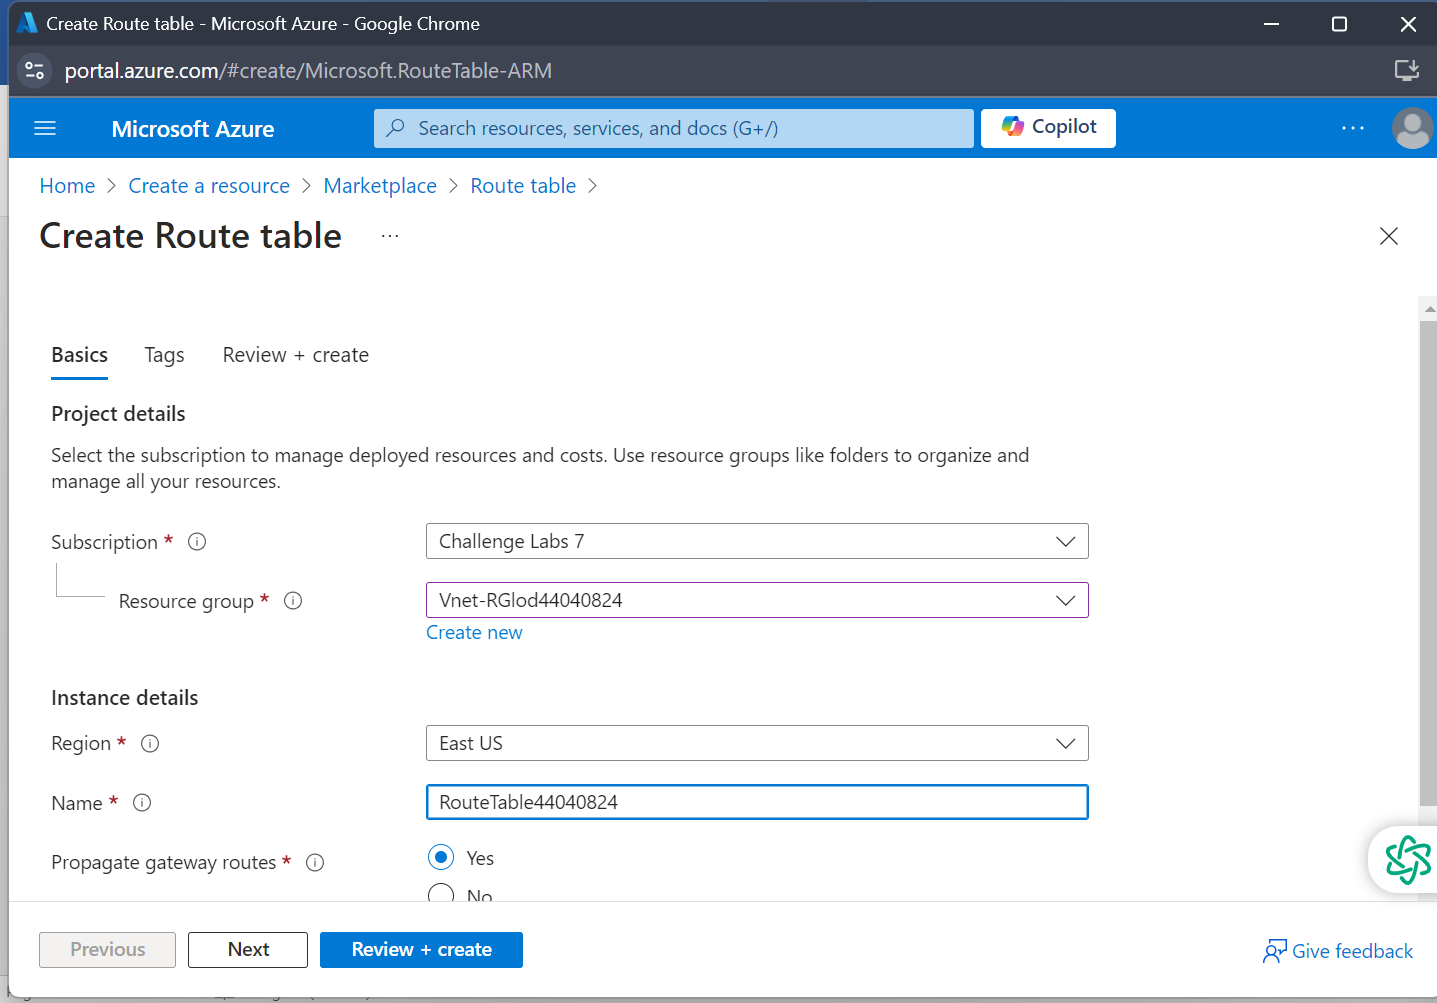 Create Route table - Microsoft Azure - Google Chrome
portal.azure.com/#create/Microsoft.RouteTable-ARM
Microsoft Azure
Search resources, services, and docs (G+/)
Copilot
Home > Create a resource > Marketplace > Route table >
Create Route table
Basics
Tags
Review + create
Project details
Select the subscription to manage deployed resources and costs. Use resource groups like folders to organize and
manage all your resources.
Subscription *
Challenge Labs 7
Resource group *
Vnet-RGlod44040824
Create new
Instance details
Region *
East US
Name *
RouteTable44040824
Propagate gateway routes *
Yes
No
Previous
Next
Review + create
Give feedback